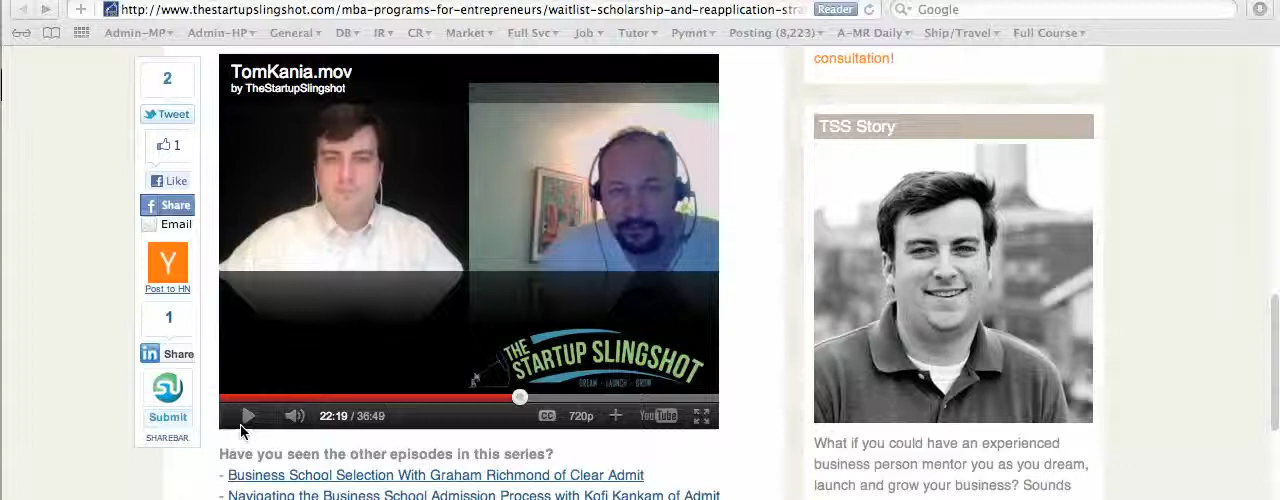 http://www.thestartupslingshot.com/mba-programs-for-entrepreneurs/waitlist-scholarship-and-reapplication-stra
Reader
Google
Admin-MP Admin-HP General DB IR CR Market Full Svc Job Tutor Pymnt Posting (8,223) A-MR Daily Ship/Travel Full Course
2
Tweet
1
Like
Share
Email
Y
Post to HN
1
in Share
Submit
SHAREBAR
TomKania.mov
by TheStartupSlingshot
THE
STARTUP SLINGSHOT
DREAM - LAUNCH - GROW
22:19 / 36:49
CC 720p YouTube
Have you seen the other episodes in this series?
- Business School Selection With Graham Richmond of Clear Admit
- Navigating the Business School Admission Process with Kofi Kankam of Admit
consultation!
TSS Story
What if you could have an experienced
business person mentor you as you dream,
launch and grow your business? Sounds